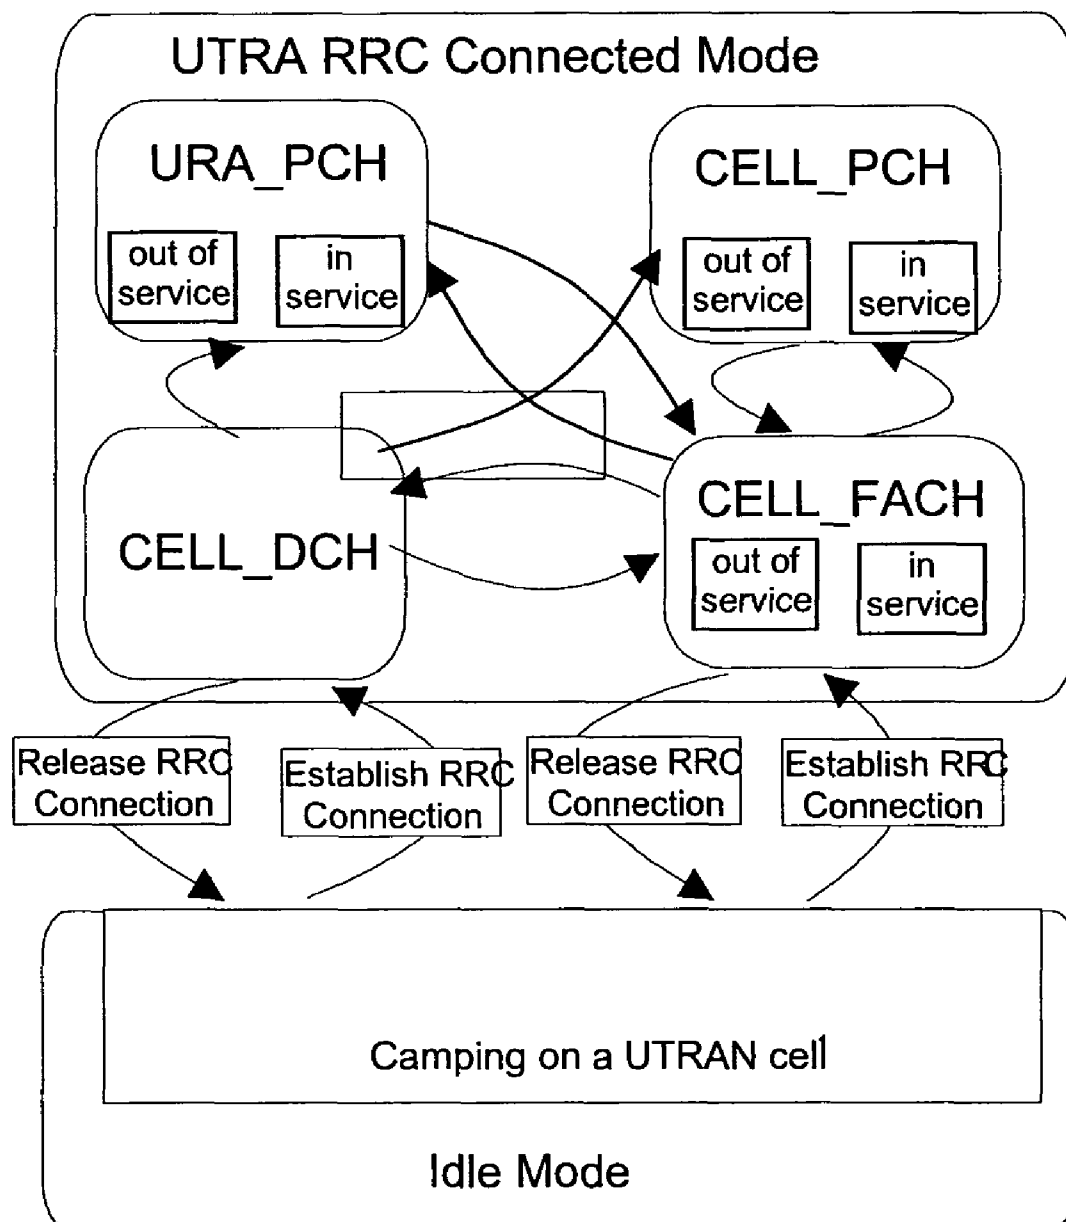 UTRA RRC Connected Mode
URA_PCH
out of
service
in
service
CELL_PCH
out of
service
in
service
CELL_DCH
CELL_FACH
out of
service
in
service
Release RRC
Connection
Establish RRC
Connection
Release RRC
Connection
Establish RRC
Connection
Camping on a UTRAN cell
Idle Mode